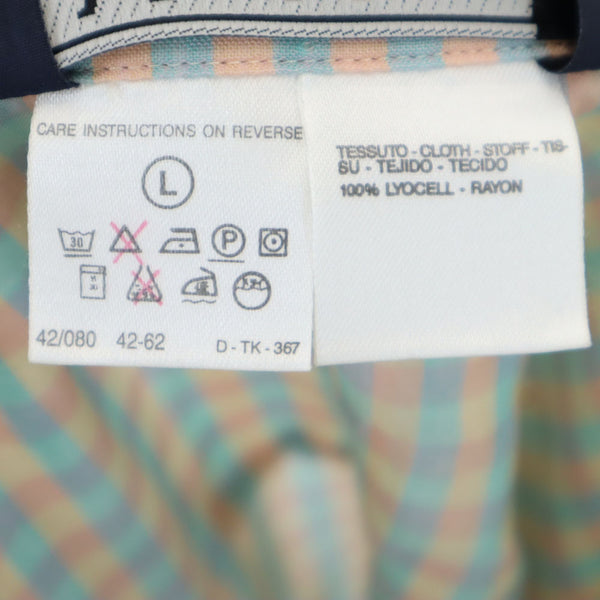 CARE INSTRUCTIONS ON REVERSE
L
30
P
42/080 42-62 D - TK - 367
TESSUTO - CLOTH - STOFF - TIS-
SU - TEJIDO - TECIDO
100% LYOCELL - RAYON